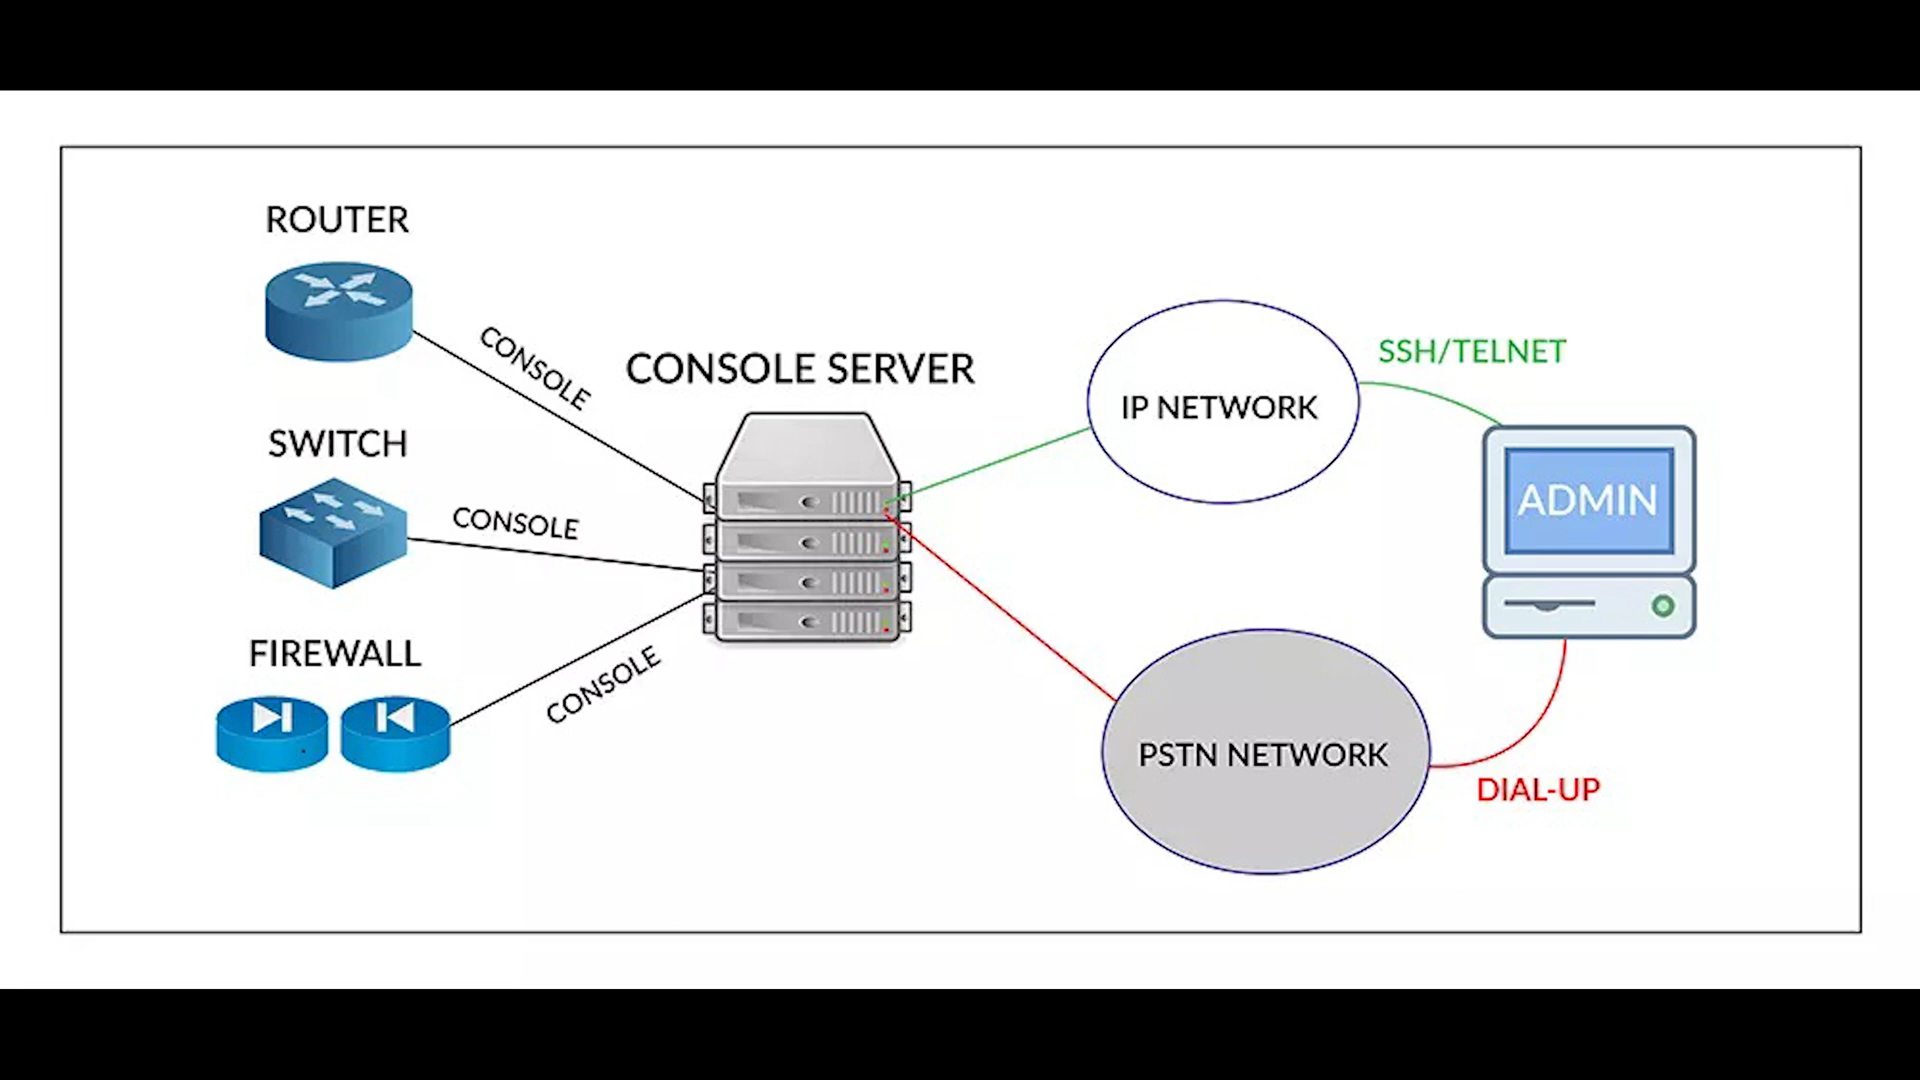 ROUTER
CONSOLE
SWITCH
CONSOLE
FIREWALL
CONSOLE
CONSOLE SERVER
IP NETWORK
SSH/TELNET
ADMIN
PSTN NETWORK
DIAL-UP